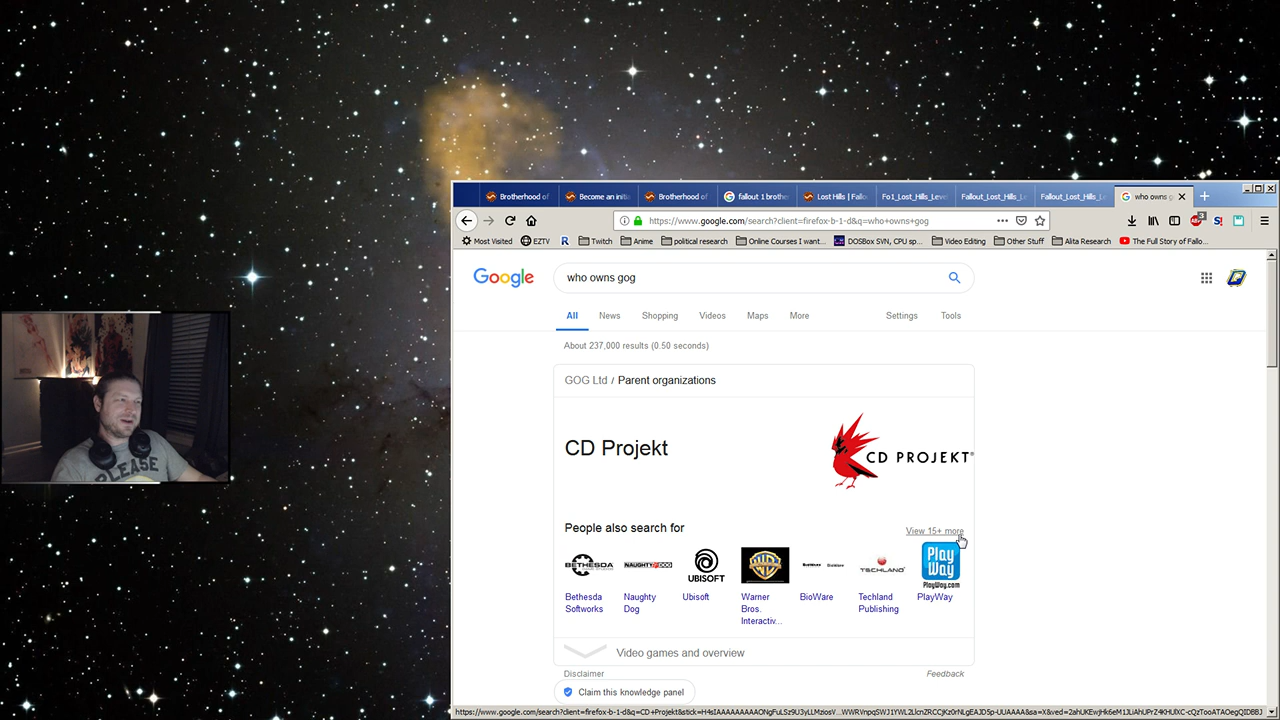 Brotherhood of
Become an initia
Brotherhood of
fallout 1 brothe
Lost Hills | Fallo
Fo1_Lost_Hills_Leve
Fallout_Lost_Hills_Le
Fallout_Lost_Hills_Le
who owns g
https://www.google.com/search?client=firefox-b-1-d&q=who+owns+gog
3
Most Visited
EZTV
Twitch
Anime
political research
Online Courses I want...
DOSBox SVN, CPU sp...
Video Editing
Other Stuff
Alita Research
The Full Story of Fallo...
Google
who owns gog
All
News
Shopping
Videos
Maps
More
Settings
Tools
About 237,000 results (0.50 seconds)
GOG Ltd / Parent organizations
CD Projekt
CD PROJEKT®
People also search for
View 15+ more
BETHESDA
NAUGHTY DOG
UBISOFT
WB
BioWare
TECHLAND
Play Way
PlayWay.com
Bethesda Softworks
Naughty Dog
Ubisoft
Warner Bros. Interactiv...
BioWare
Techland Publishing
PlayWay
Video games and overview
Disclaimer
Feedback
Claim this knowledge panel
PLEASE